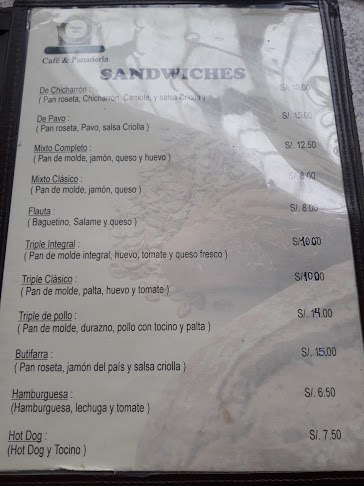 Café & Panadería
SANDWICHES
De Chicharrón :
( Pan roseta, Chicharron, Camote, y salsa Criolla )
De Pavo :
( Pan roseta, Pavo, salsa Criolla ) S/. 15.00
Mixto Completo :
( Pan de molde, jamón, queso y huevo ) S/. 12.50
Mixto Clásico :
( Pan de molde, jamón, queso ) S/. 8.00
Flauta :
( Baguetino, Salame y queso ) S/. 8.00
Triple Integral :
( Pan de molde integral, huevo, tomate y queso fresco ) S/10.00
Triple Clásico :
( Pan de molde, palta, huevo y tomate ) S/10.00
Triple de pollo :
( Pan de molde, durazno, pollo con tocino y palta ) S/. 14.00
Butifarra :
( Pan roseta, jamón del país y salsa criolla ) S/. 15.00
Hamburguesa :
(Hamburguesa, lechuga y tomate ) S/. 6.50
Hot Dog :
(Hot Dog y Tocino ) S/. 7.50